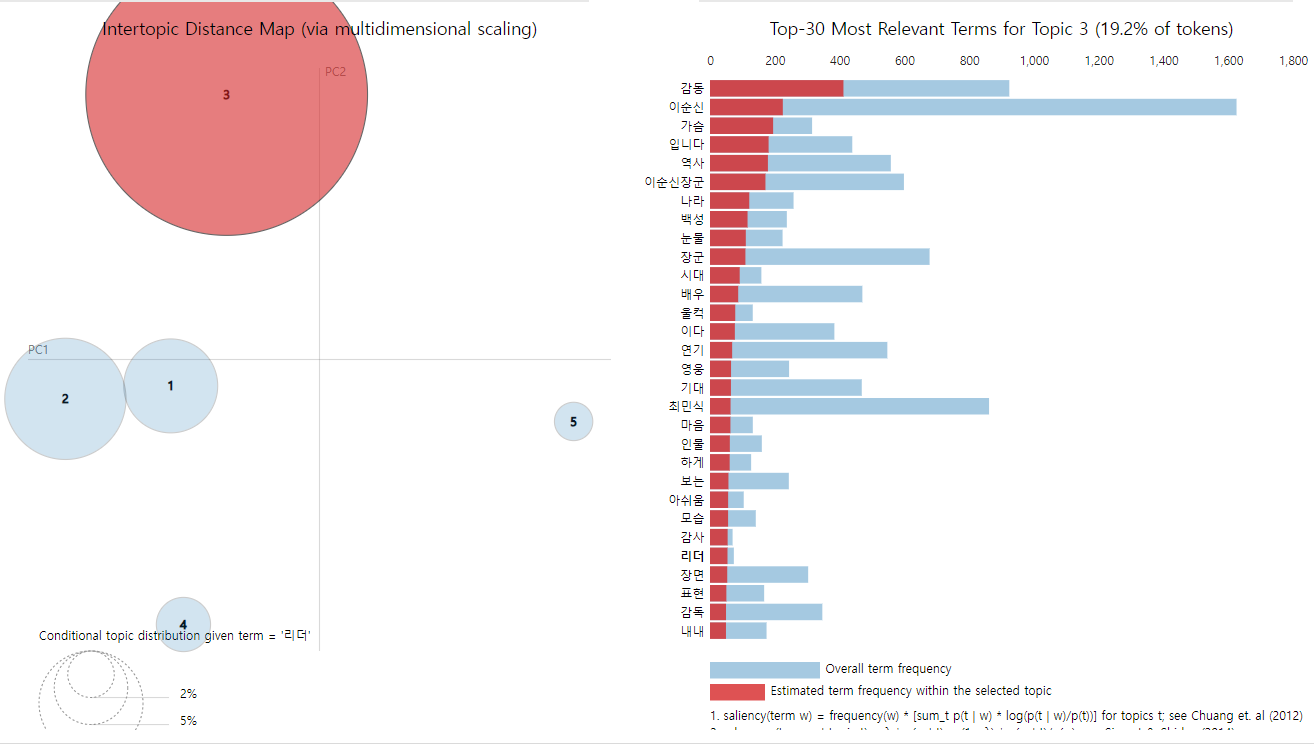 Intertopic Distance Map (via multidimensional scaling)
PC2
3
PC1
2
1
5
4
Conditional topic distribution given term = '리더'
2%
5%
Top-30 Most Relevant Terms for Topic 3 (19.2% of tokens)
0 200 400 600 800 1,000 1,200 1,400 1,600 1,800
감동
이순신
가슴
입니다
역사
이순신장군
나라
백성
눈물
장군
시대
배우
울컥
이다
연기
영웅
기대
최민식
마음
인물
하게
보는
아쉬움
모습
감사
리더
장면
표현
감독
내내
Overall term frequency
Estimated term frequency within the selected topic
1. saliency(term w) = frequency(w) * [sum_t p(t | w) * log(p(t | w)/p(t))] for topics t; see Chuang et. al (2012)